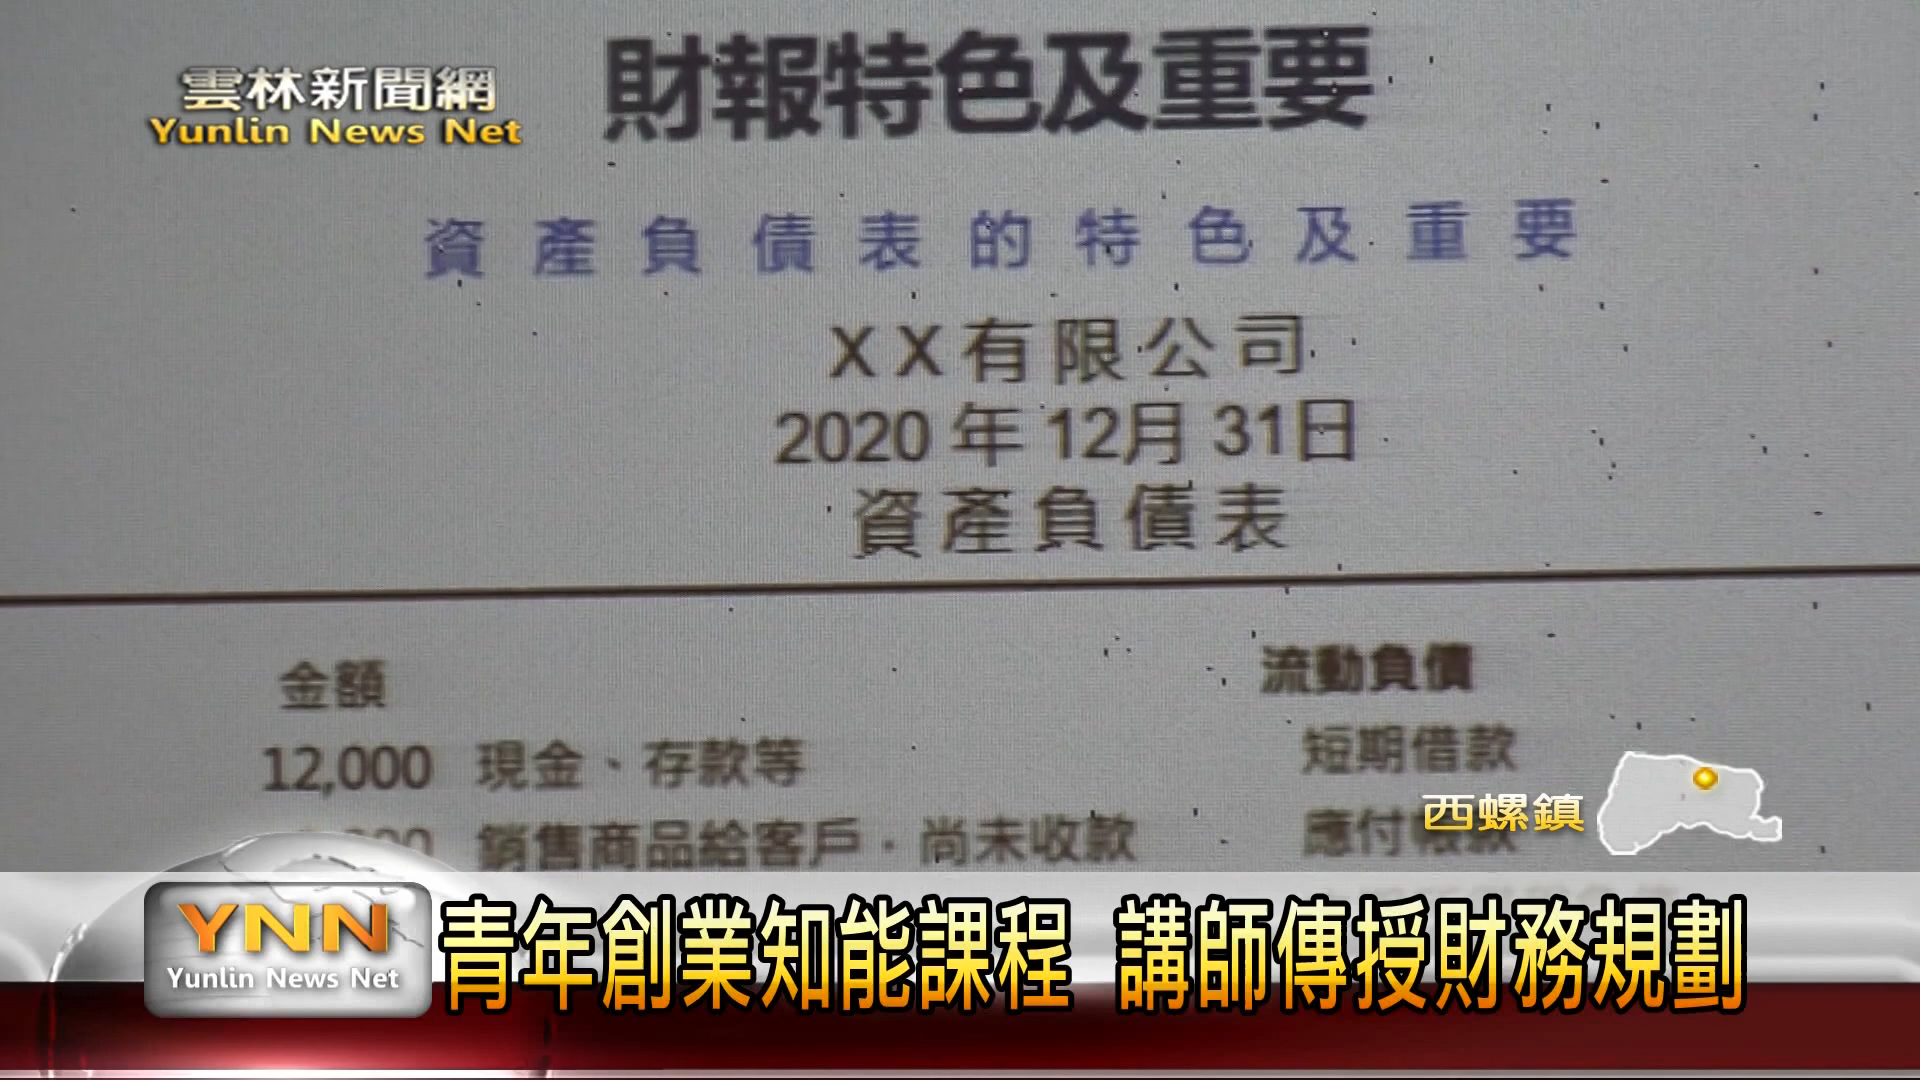 雲林新聞網
Yunlin News Net
財報特色及重要
資產負債表的特色及重要
XX有限公司
2020年12月31日
資產負債表
金額
流動負債
12,000 現金、存款等
短期借款
銷售商品給客戶,尚未收款
應付帳款
西螺鎮
YNN
Yunlin News Net
青年創業知能課程 講師傳授財務規劃